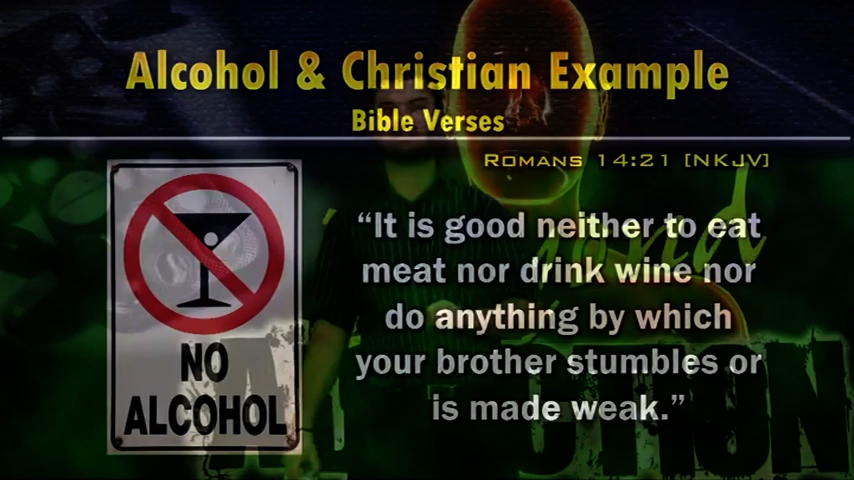 Alcohol & Christian Example
Bible Verses
Romans 14:21 [NKJV]
NO
ALCOHOL
“It is good neither to eat
meat nor drink wine nor
do anything by which
your brother stumbles or
is made weak.”